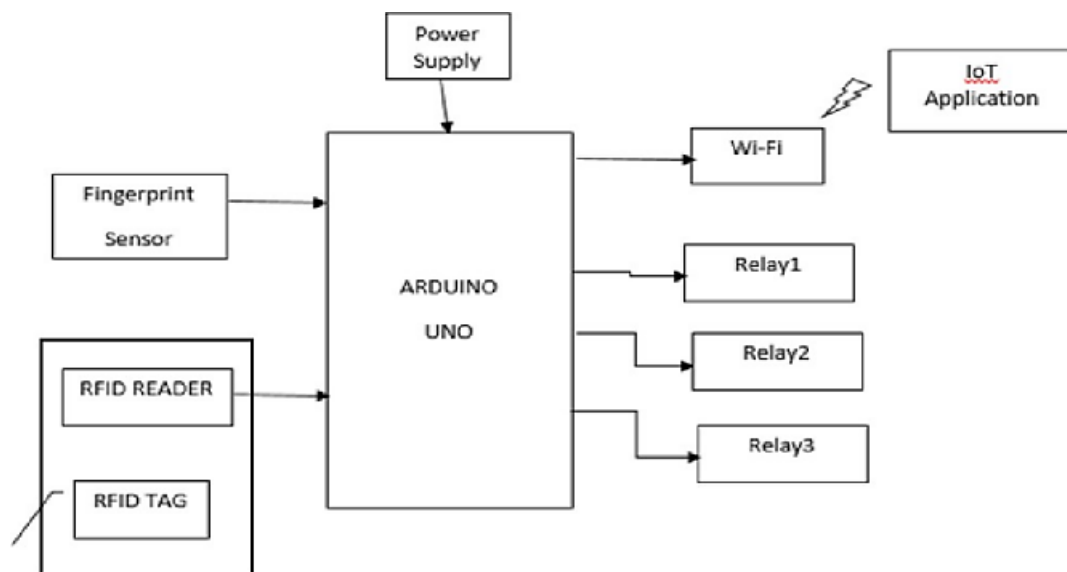 Power
Supply
IoT
Application
Wi-Fi
Fingerprint
Sensor
Relay1
ARDUINO
UNO
Relay2
RFID READER
Relay3
RFID TAG